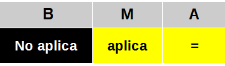 B M A
No aplica aplica =